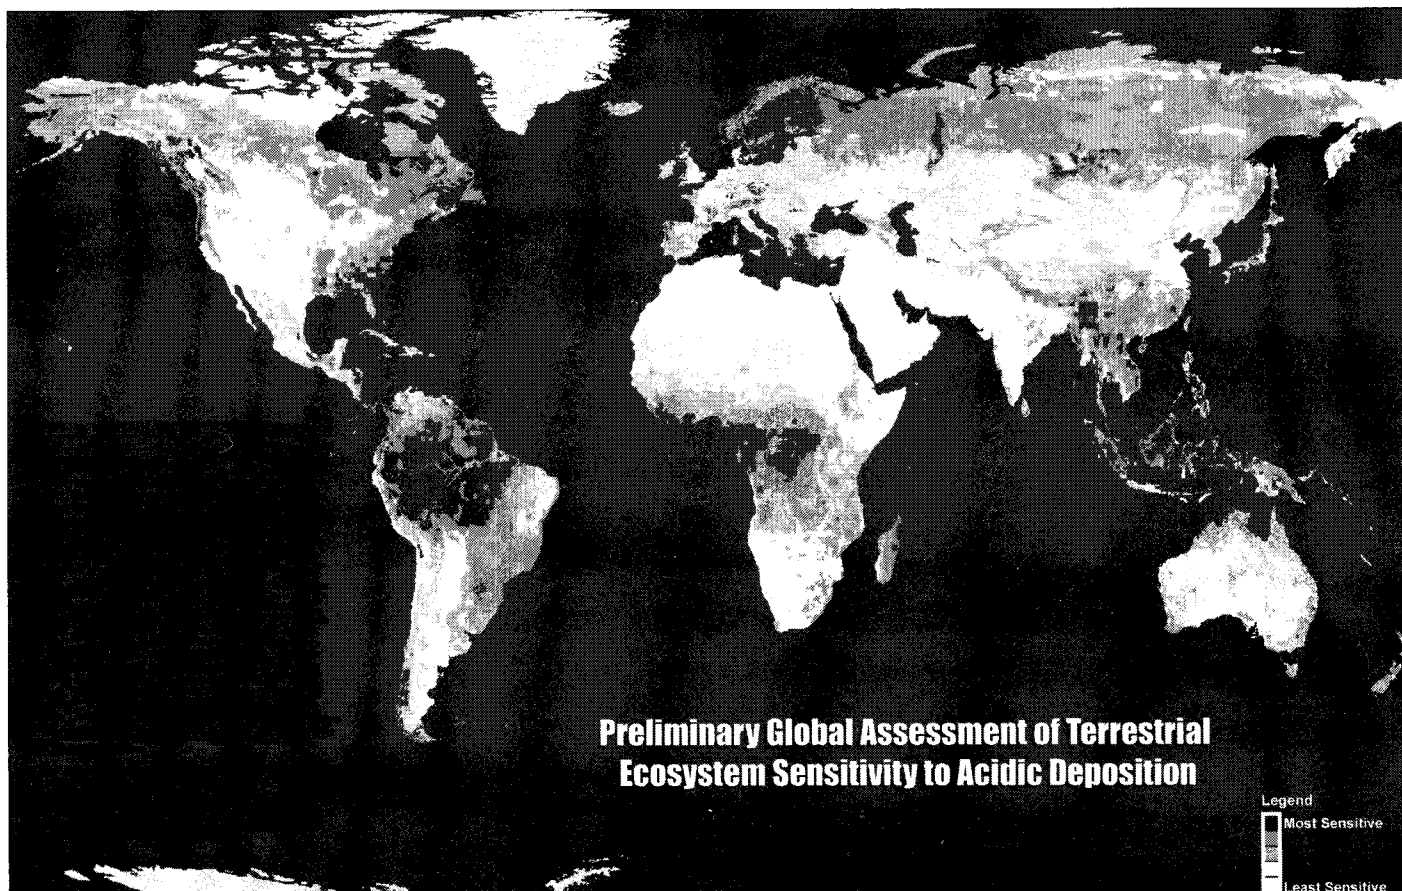 Preliminary Global Assessment of Terrestrial
Ecosystem Sensitivity to Acidic Deposition
Legend
Most Sensitive
Least Sensitive